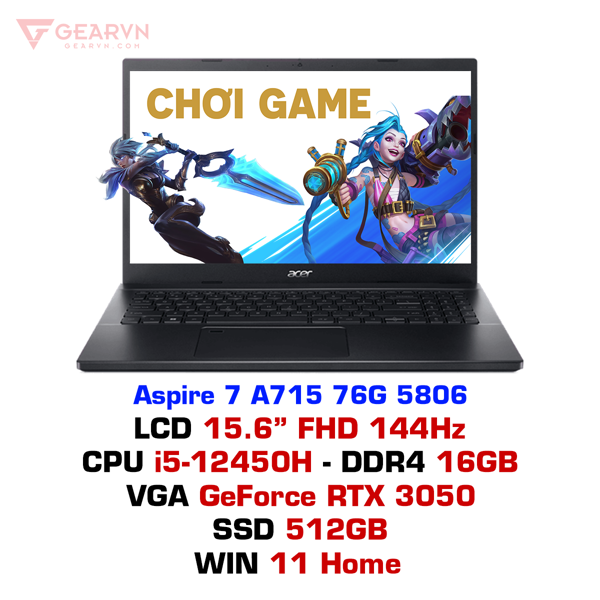 GEARVN
GEARVN.COM
CHƠI GAME
acer
Aspire 7 A715 76G 5806
LCD 15.6” FHD 144Hz
CPU i5-12450H - DDR4 16GB
VGA GeForce RTX 3050
SSD 512GB
WIN 11 Home